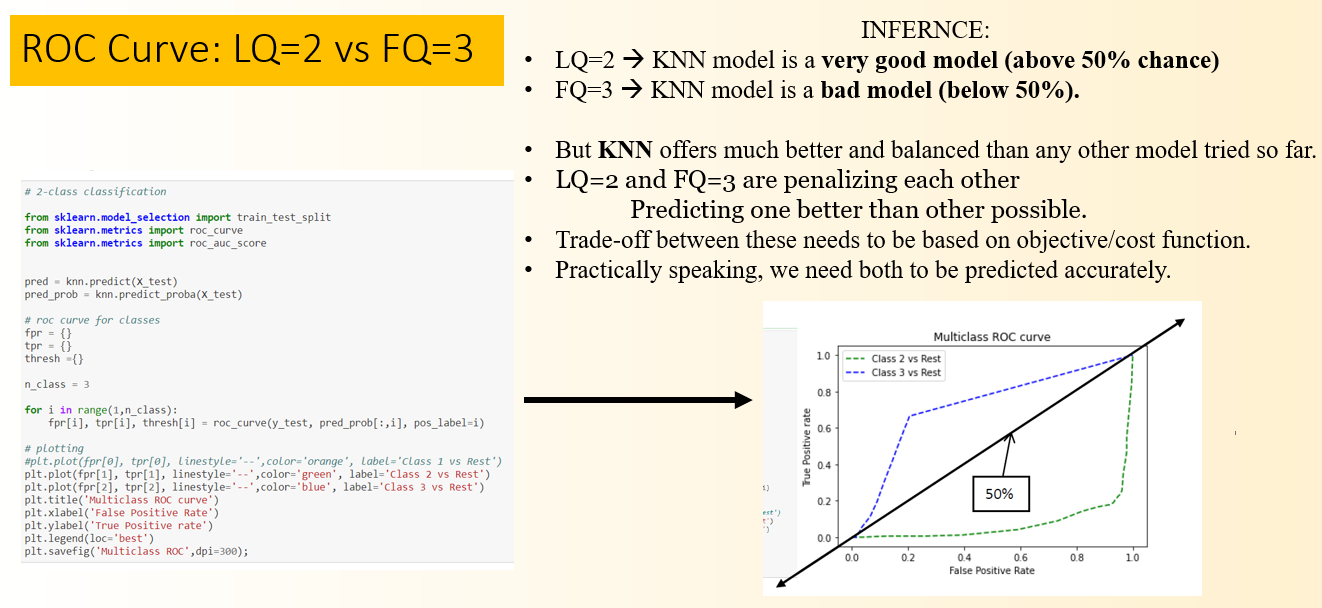 ROC Curve: LQ=2 vs FQ=3
INFERNCE:
• LQ=2 → KNN model is a very good model (above 50% chance)
• FQ=3 → KNN model is a bad model (below 50%).
• But KNN offers much better and balanced than any other model tried so far.
• LQ=2 and FQ=3 are penalizing each other
Predicting one better than other possible.
• Trade-off between these needs to be based on objective/cost function.
• Practically speaking, we need both to be predicted accurately.
# 2-class classification
from sklearn.model_selection import train_test_split
from sklearn.metrics import roc_curve
from sklearn.metrics import roc_auc_score
pred = knn.predict(X_test)
pred_prob = knn.predict_proba(X_test)
# roc curve for classes
fpr = {}
tpr = {}
thresh ={}
n_class = 3
for i in range(1,n_class):
fpr[i], tpr[i], thresh[i] = roc_curve(y_test, pred_prob[:,i], pos_label=i)
# plotting
#plt.plot(fpr[0], tpr[0], linestyle='--',color='orange', label='Class 1 vs Rest')
plt.plot(fpr[1], tpr[1], linestyle='--',color='green', label='Class 2 vs Rest')
plt.plot(fpr[2], tpr[2], linestyle='--',color='blue', label='Class 3 vs Rest')
plt.title('Multiclass ROC curve')
plt.xlabel('False Positive Rate')
plt.ylabel('True Positive rate')
plt.legend(loc='best')
plt.savefig('Multiclass ROC',dpi=300);
Multiclass ROC curve
Class 2 vs Rest
Class 3 vs Rest
1.0
0.8
0.6
0.4
0.2
0.0
True Positive rate
50%
0.0 0.2 0.4 0.6 0.8 1.0
False Positive Rate